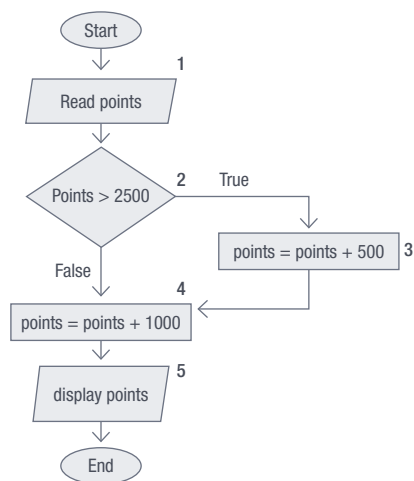 Start
1
Read points
2
Points > 2500
True
points = points + 500
3
False
4
points = points + 1000
5
display points
End